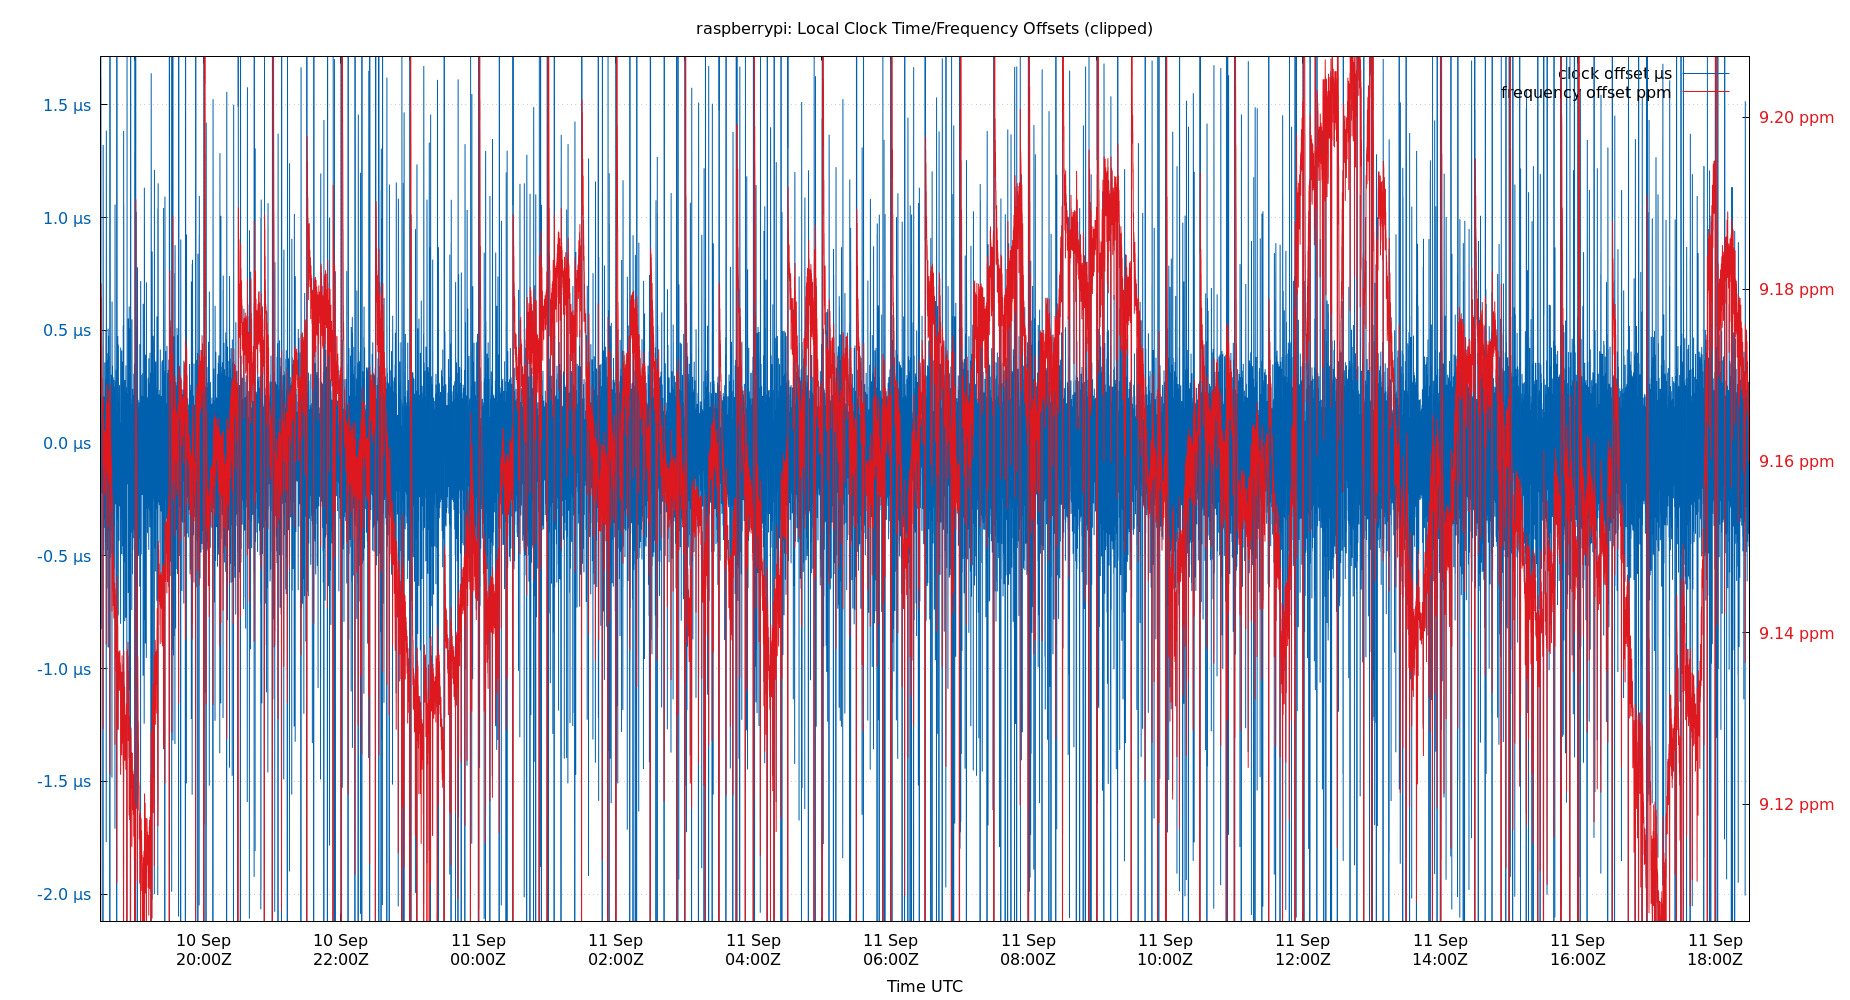 raspberrypi: Local Clock Time/Frequency Offsets (clipped)
clock offset µs
frequency offset ppm
1.5 µs
1.0 µs
0.5 µs
0.0 µs
-0.5 µs
-1.0 µs
-1.5 µs
-2.0 µs
9.20 ppm
9.18 ppm
9.16 ppm
9.14 ppm
9.12 ppm
10 Sep 10 Sep 11 Sep 11 Sep 11 Sep 11 Sep 11 Sep 11 Sep 11 Sep 11 Sep 11 Sep 11 Sep
20:00Z 22:00Z 00:00Z 02:00Z 04:00Z 06:00Z 08:00Z 10:00Z 12:00Z 14:00Z 16:00Z 18:00Z
Time UTC